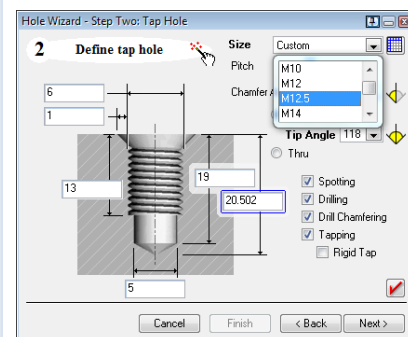 Hole Wizard - Step Two: Tap Hole
2 Define tap hole
Size Custom
Pitch
M10
M12
M12.5
M14
Chamfer
6
1
Tip Angle 118
Thru
13
19
20.502
Spotting
Drilling
Drill Chamfering
Tapping
Rigid Tap
5
Cancel Finish < Back Next >